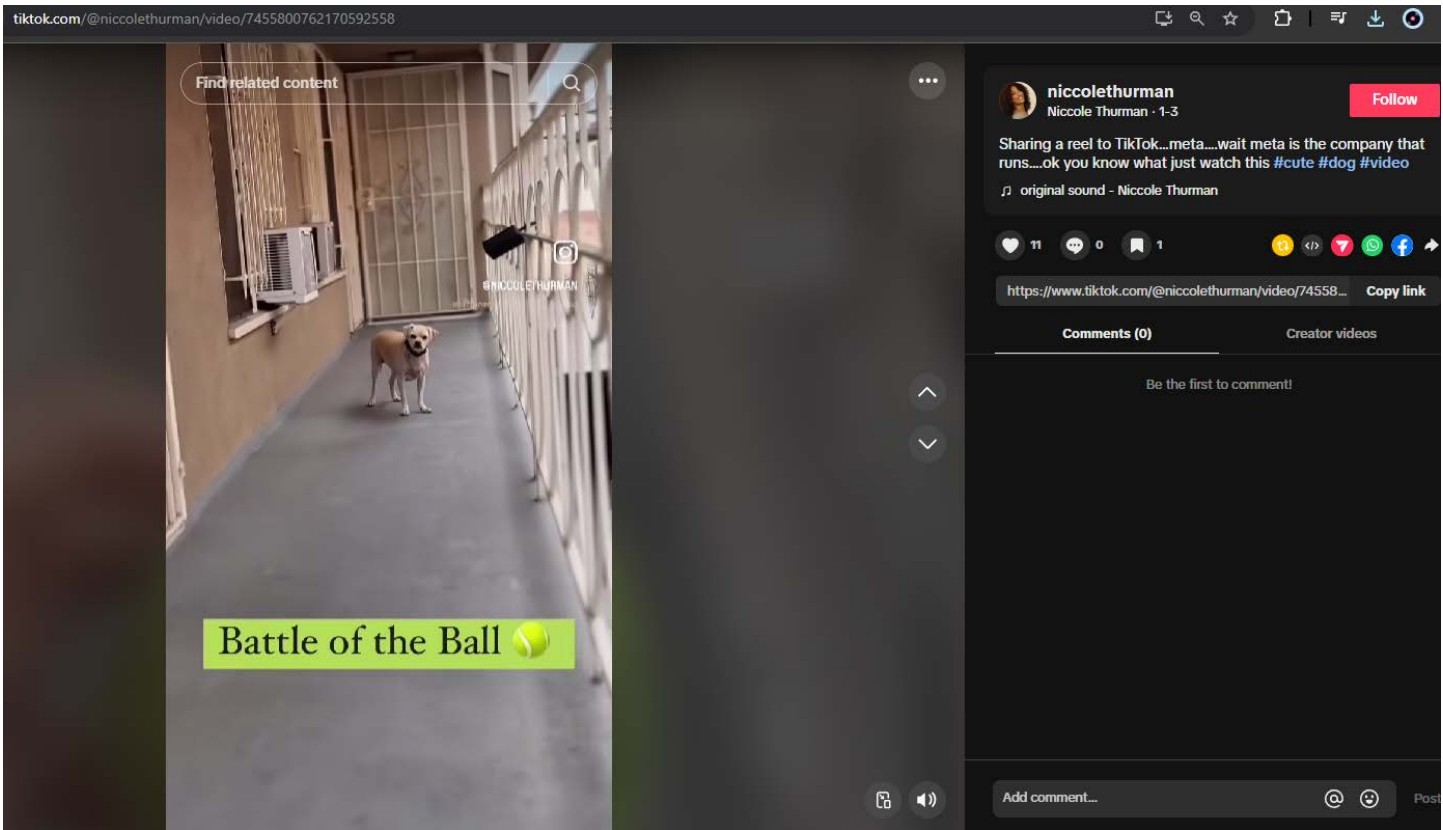 tiktok.com/@niccolethurman/video/7455800762170592558
Find related content
@NICCOLETHURMAN
Battle of the Ball
niccolethurman
Niccole Thurman · 1-3
Follow
Sharing a reel to TikTok...meta....wait meta is the company that
runs....ok you know what just watch this #cute #dog #video
original sound - Niccole Thurman
11
0
1
https://www.tiktok.com/@niccolethurman/video/74558...
Copy link
Comments (0)
Creator videos
Be the first to comment!
Add comment...
Post